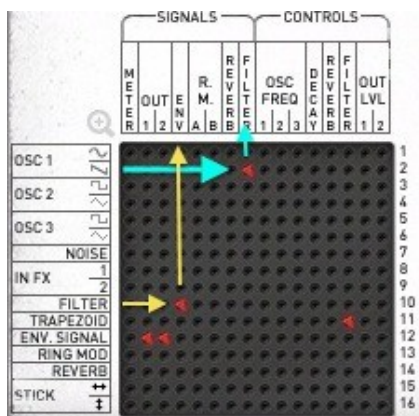 SIGNALS CONTROLS
METER OUT 1 2 ENV R. M. A B REVERB FILTER OSC FREQ 1 2 3 DECAY REVERB FILTER OUT LVL 1 2
1
OSC 1 2
OSC 2 3
4
OSC 3 5
6
NOISE 7
IN FX 1 8
2 9
FILTER 10
TRAPEZOID 11
ENV. SIGNAL 12
RING MOD 13
REVERB 14
STICK 15
16